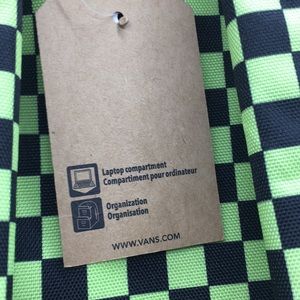 Laptop compartment
Compartiment pour ordinateur
Organization
Organisation
WWW.VANS.COM